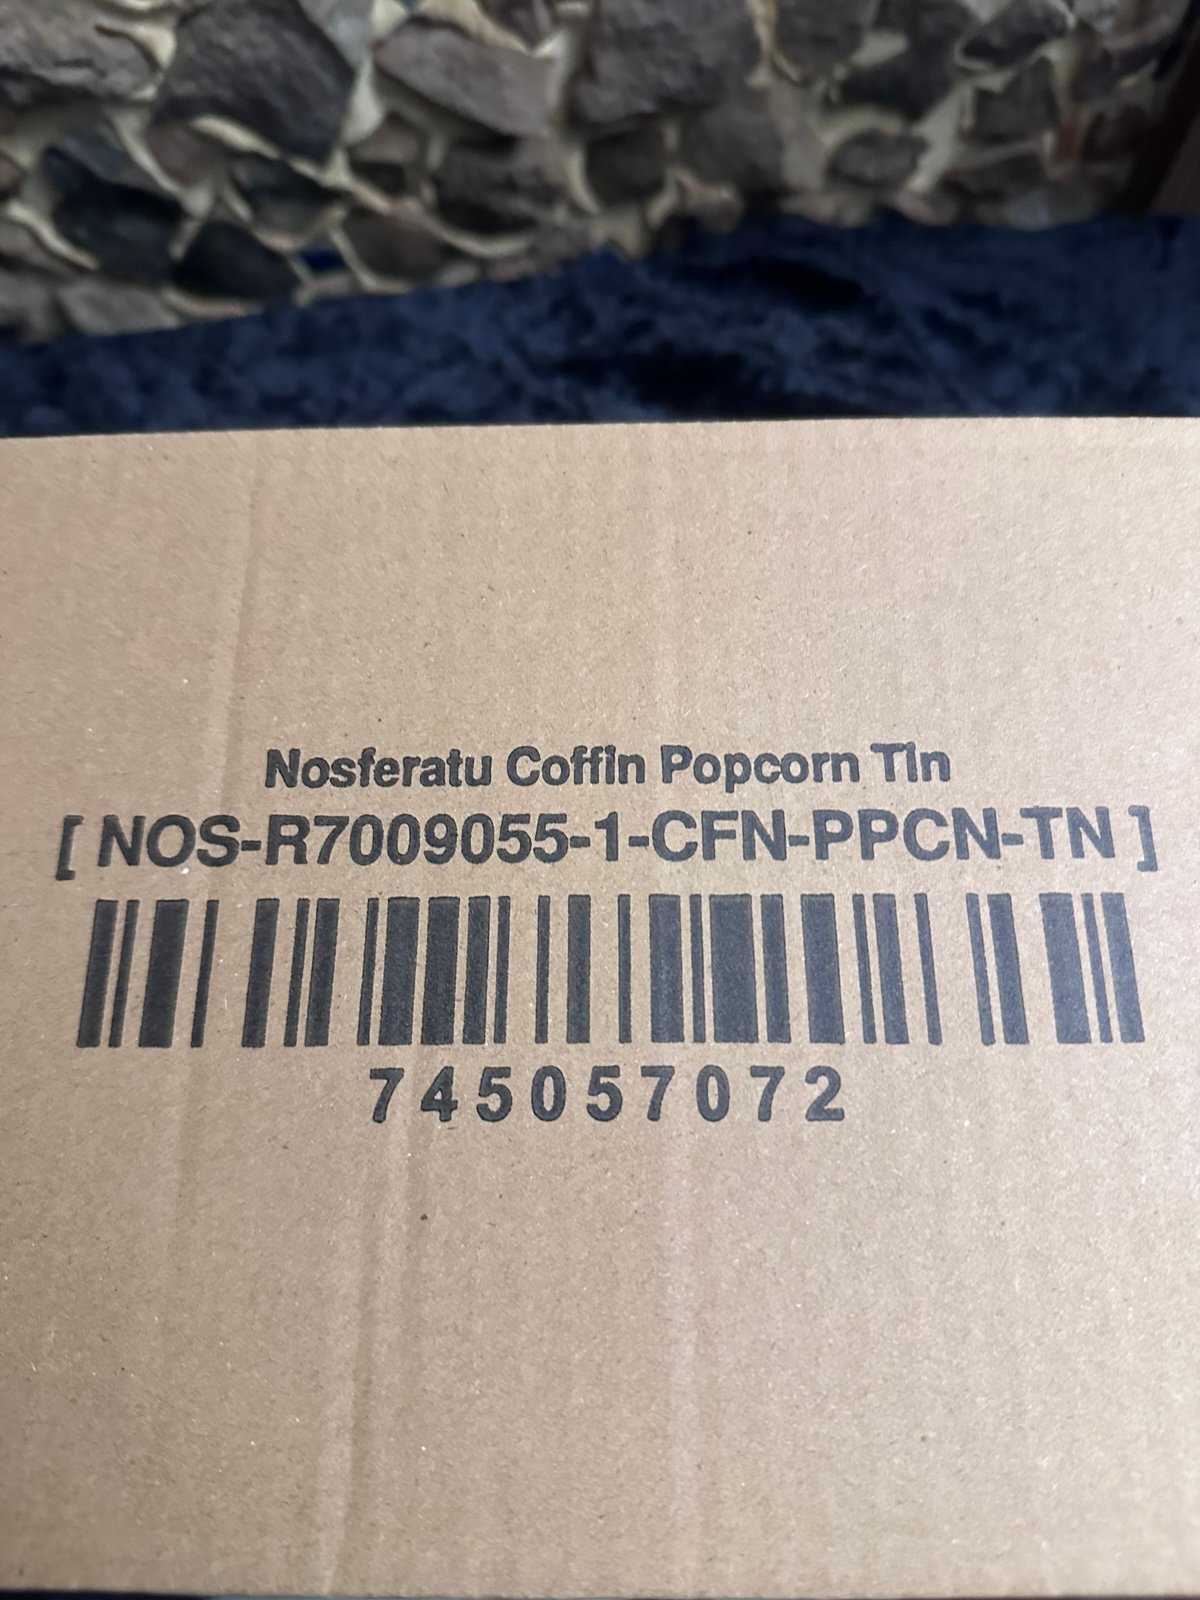 Nosferatu Coffin Popcorn Tin
[ NOS-R7009055-1-CFN-PPCN-TN ]
745057072